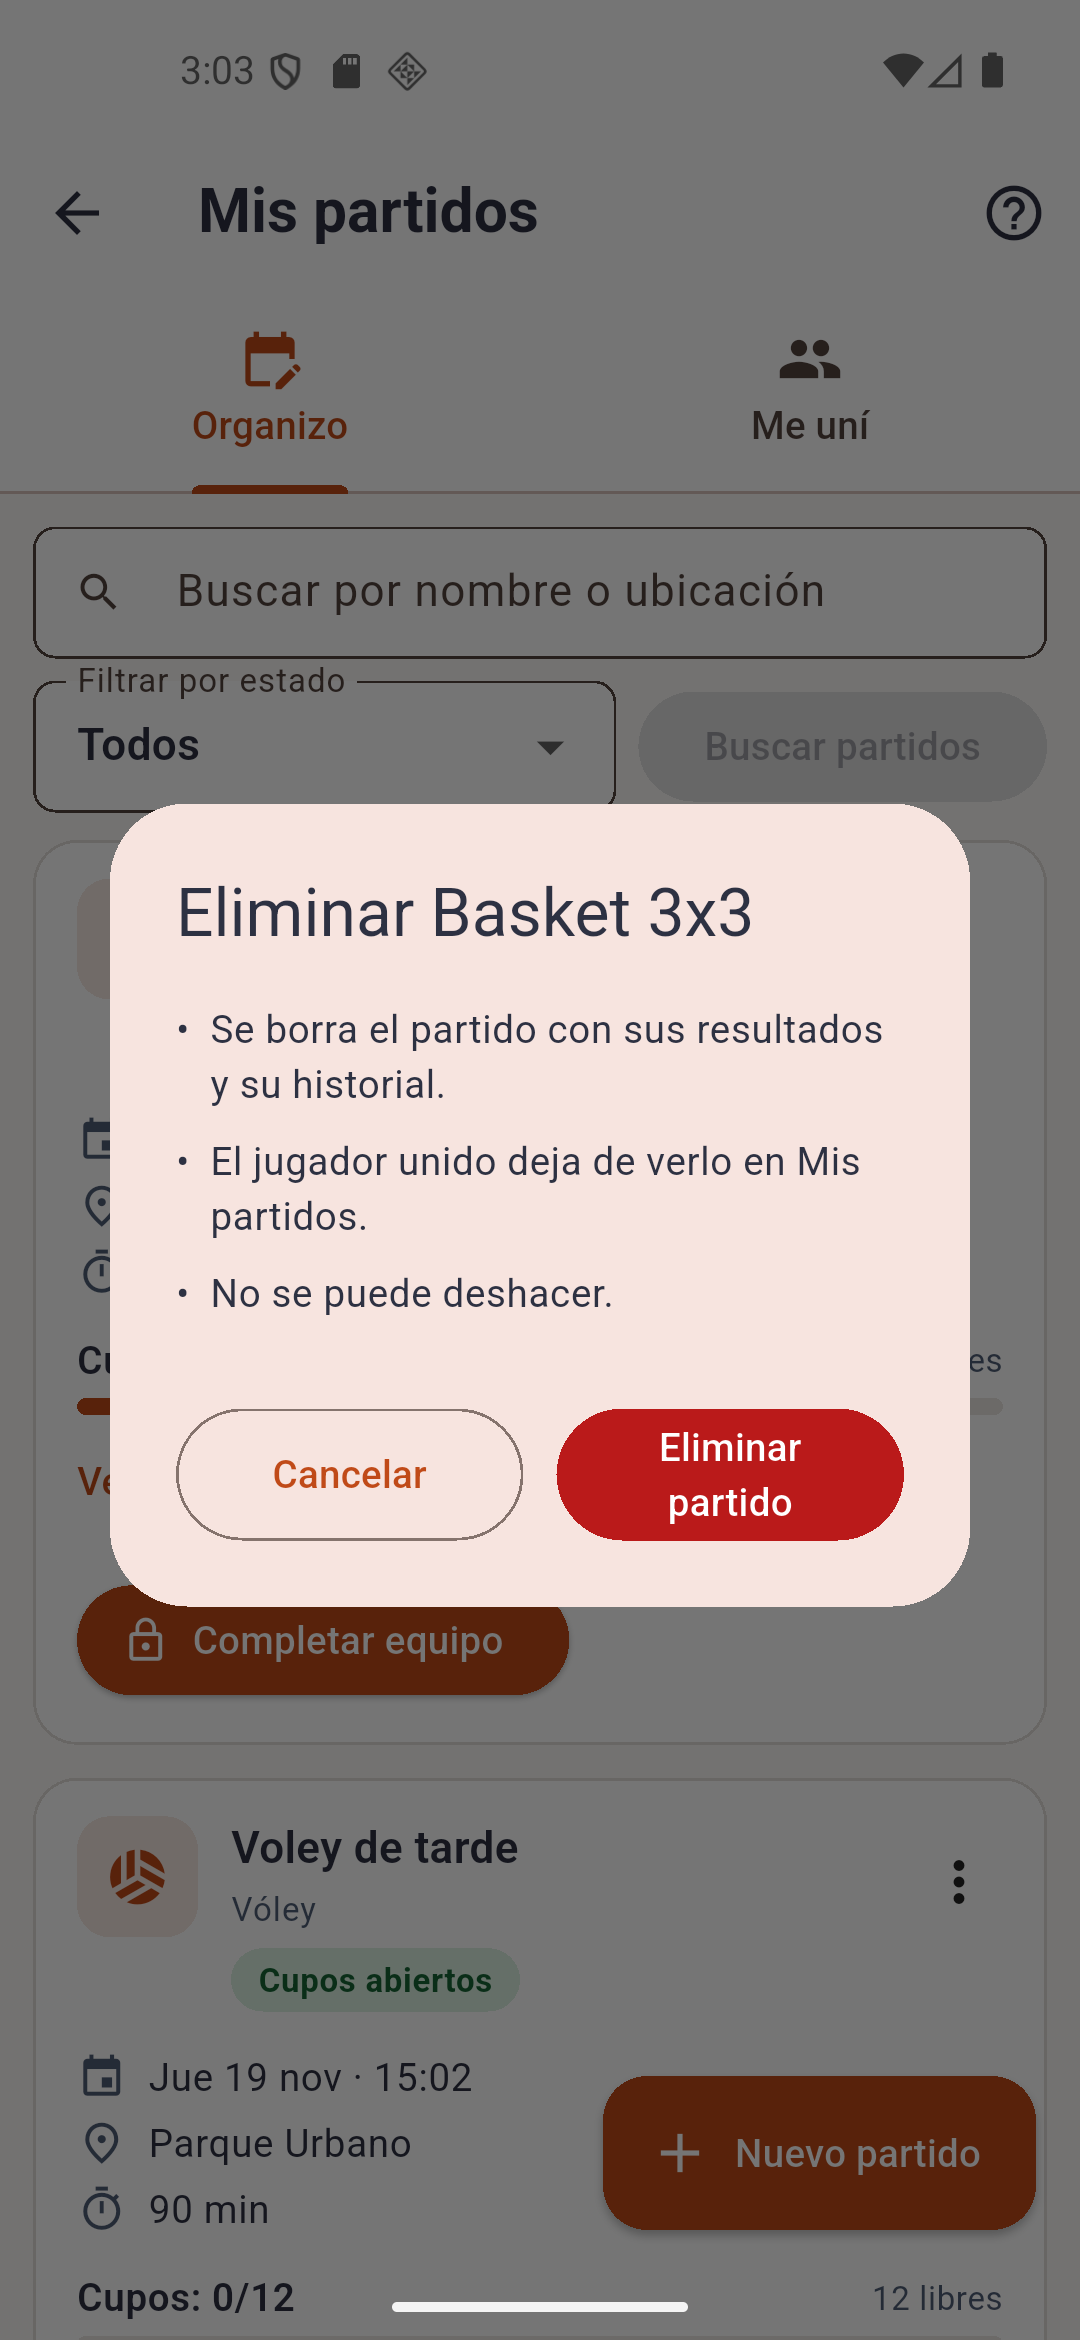 3:03
Mis partidos
Organizo
Me uní
Buscar por nombre o ubicación
Filtrar por estado
Todos
Buscar partidos
Eliminar Basket 3x3
• Se borra el partido con sus resultados
y su historial.
• El jugador unido deja de verlo en Mis
partidos.
• No se puede deshacer.
Cancelar
Eliminar
partido
Completar equipo
Voley de tarde
Vóley
Cupos abiertos
Jue 19 nov · 15:02
Parque Urbano
90 min
Nuevo partido
Cupos: 0/12
12 libres